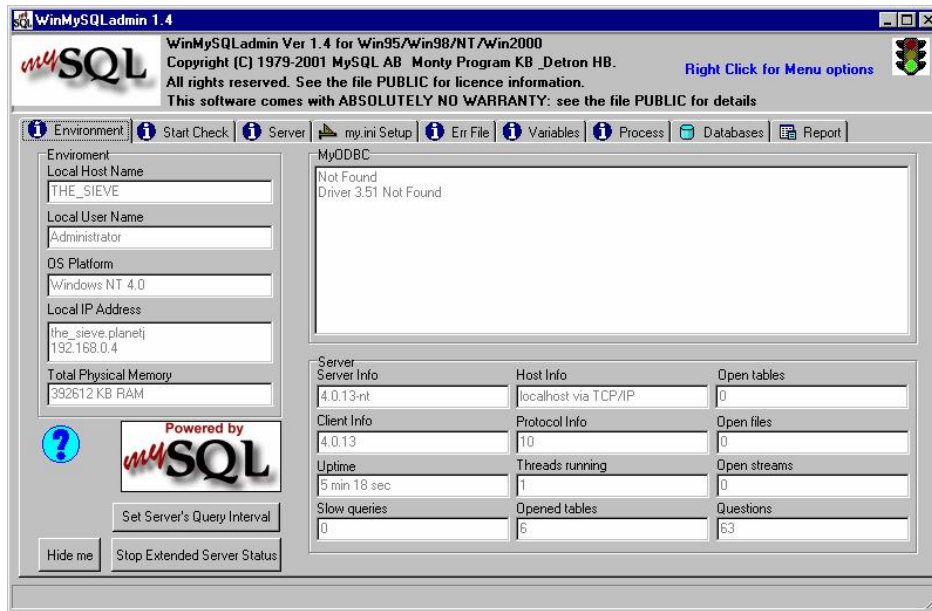 WinMySQLadmin 1.4
mySQL
WinMySQLadmin Ver 1.4 for Win95/Win98/NT/Win2000
Copyright (C) 1979-2001 MySQL AB Monty Program KB _Detron HB.
All rights reserved. See the file PUBLIC for licence information.
This software comes with ABSOLUTELY NO WARRANTY: see the file PUBLIC for details
Right Click for Menu options
Environment
Start Check
Server
my.ini Setup
Err File
Variables
Process
Databases
Report
Enviroment
Local Host Name
THE_SIEVE
Local User Name
Administrator
OS Platform
Windows NT 4.0
Local IP Address
the_sieve.planetj
192.168.0.4
Total Physical Memory
392612 KB RAM
Powered by
mySQL
Set Server's Query Interval
Hide me
Stop Extended Server Status
MyODBC
Not Found
Driver 3.51 Not Found
Server
Server Info
4.0.13-nt
Host Info
localhost via TCP/IP
Open tables
0
Client Info
4.0.13
Protocol Info
10
Open files
0
Uptime
5 min 18 sec
Threads running
1
Open streams
0
Slow queries
0
Opened tables
6
Questions
63